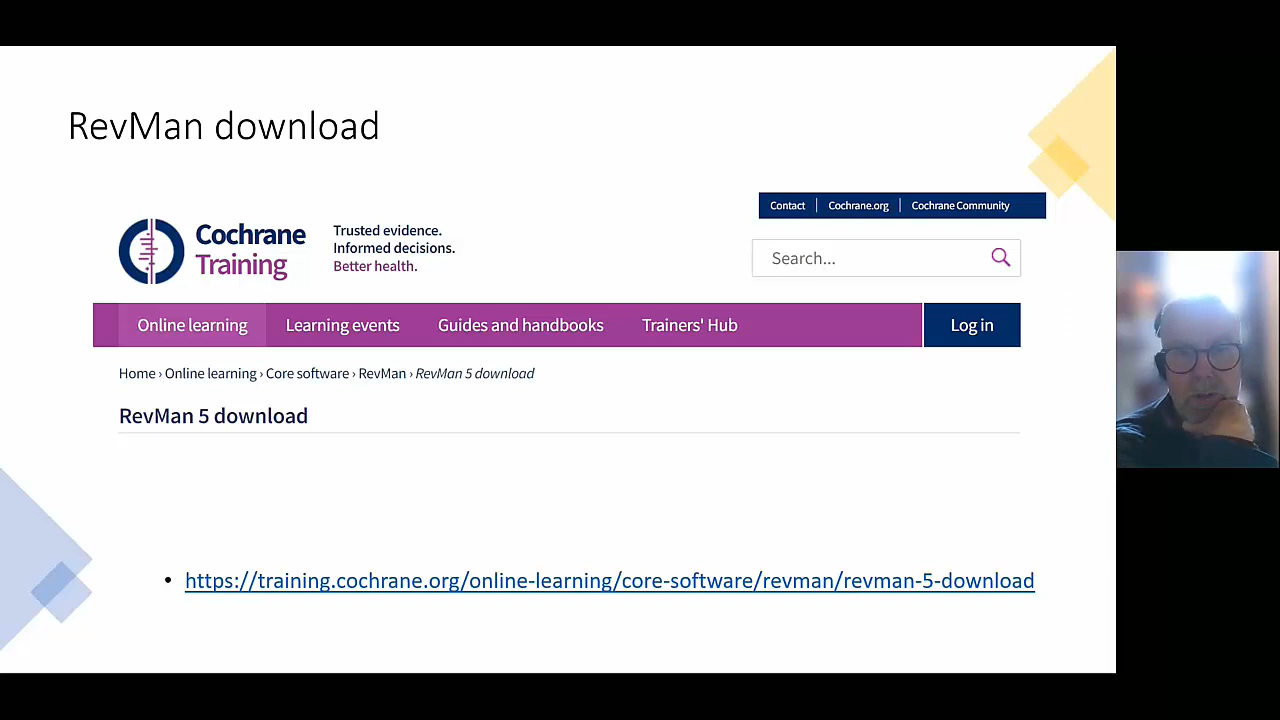 RevMan download
Contact | Cochrane.org | Cochrane Community
Cochrane
Training
Trusted evidence.
Informed decisions.
Better health.
Search...
Online learning Learning events Guides and handbooks Trainers' Hub Log in
Home › Online learning › Core software › RevMan › RevMan 5 download
RevMan 5 download
• https://training.cochrane.org/online-learning/core-software/revman/revman-5-download